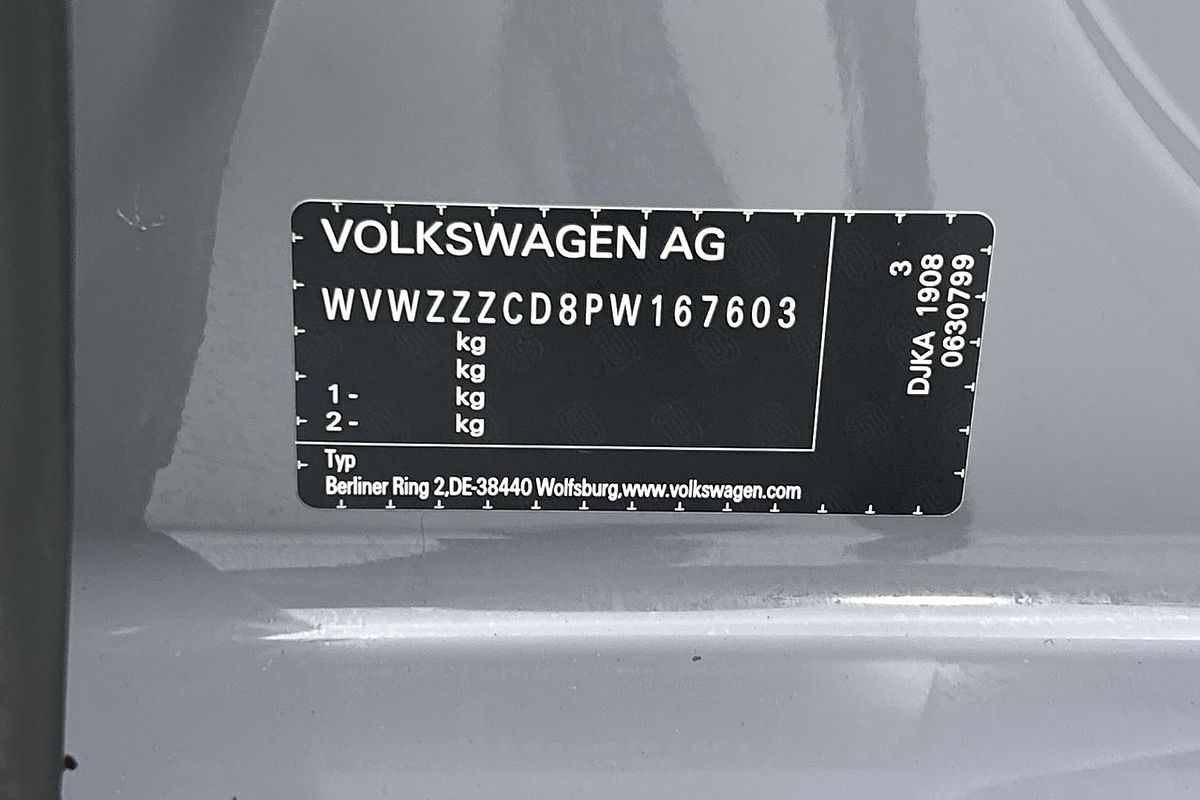 VOLKSWAGEN AG
WVWZZZCD8PW167603
kg
kg
1- kg
2- kg
Typ
Berliner Ring 2,DE-38440 Wolfsburg,www.volkswagen.com
3
DJKA 1908
0630799